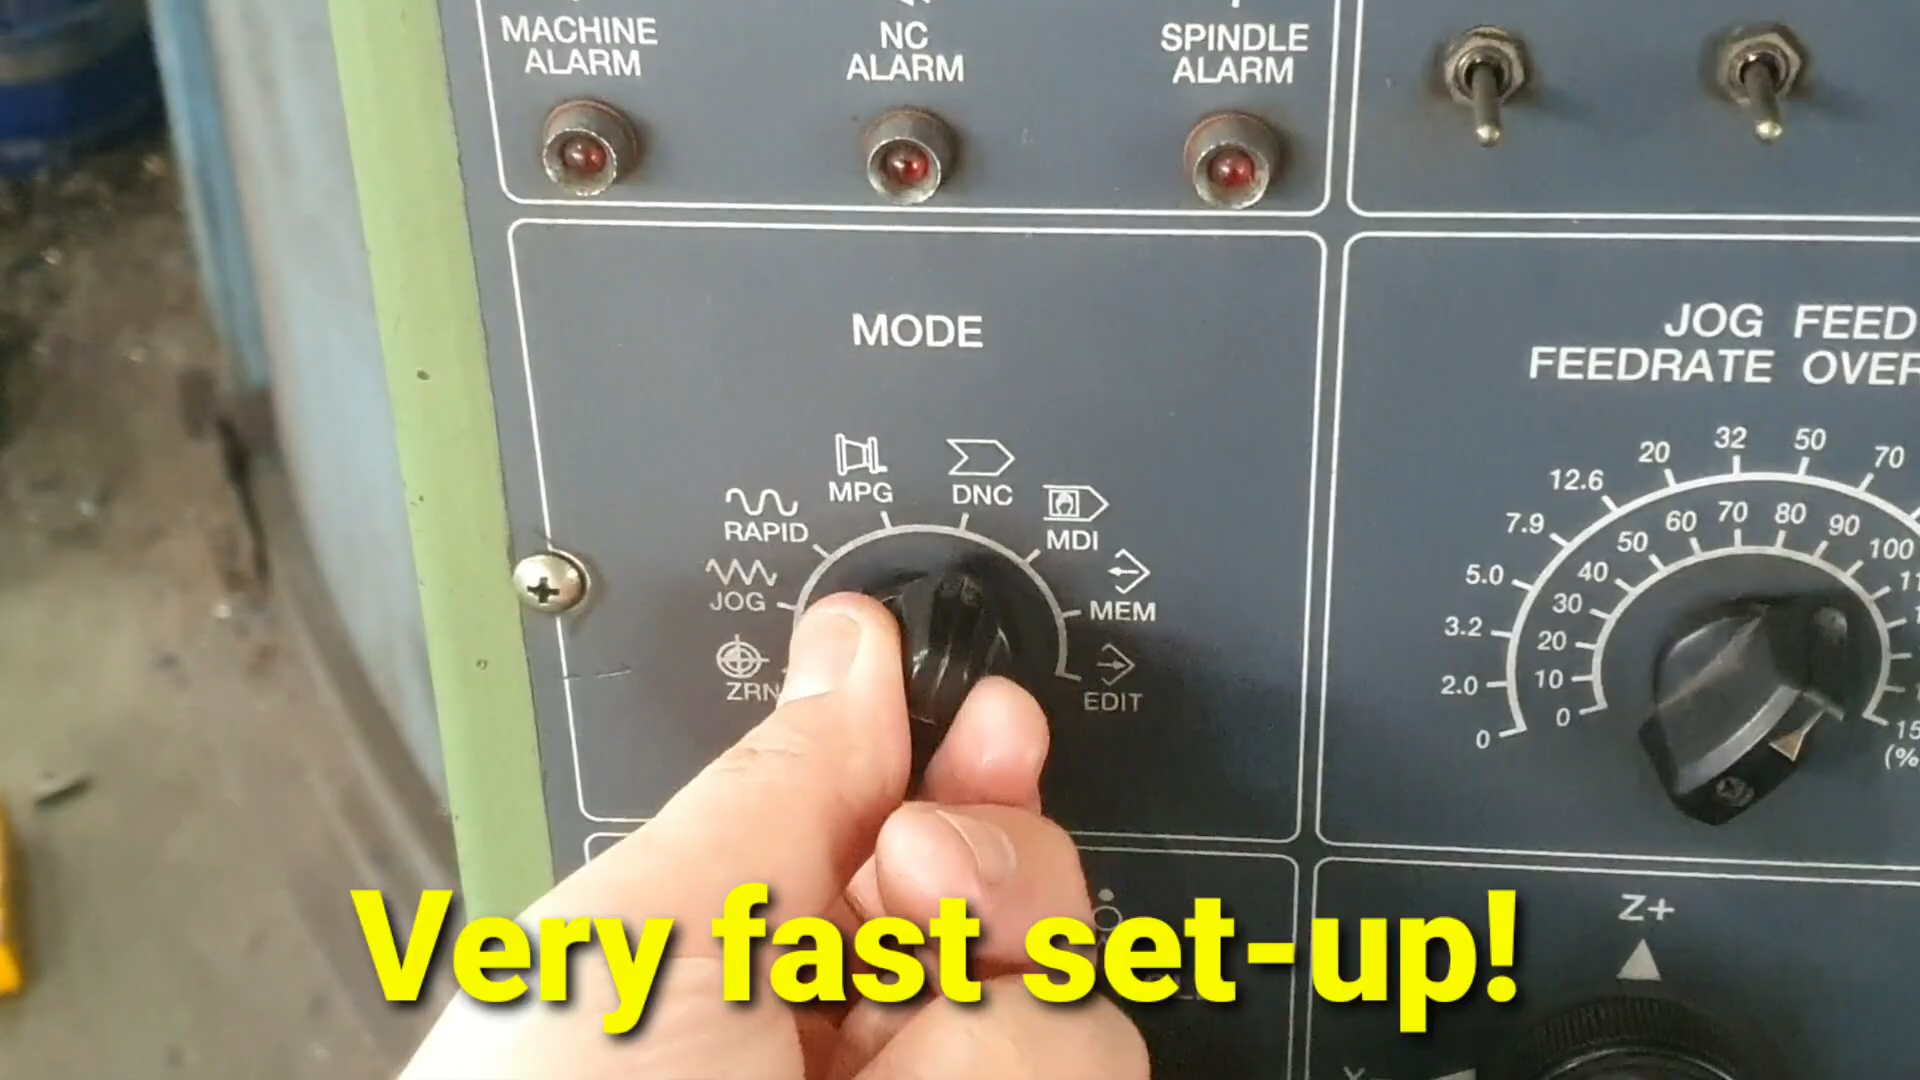 MACHINE
ALARM
NC
ALARM
SPINDLE
ALARM
MODE
MPG
DNC
RAPID
MDI
JOG
MEM
ZRN
EDIT
JOG FEED
FEEDRATE OVER
0
2.0
3.2
5.0
7.9
12.6
20
32
50
70
0
10
20
30
40
50
60
70
80
90
100
15
(%
Z+
Very fast set-up!